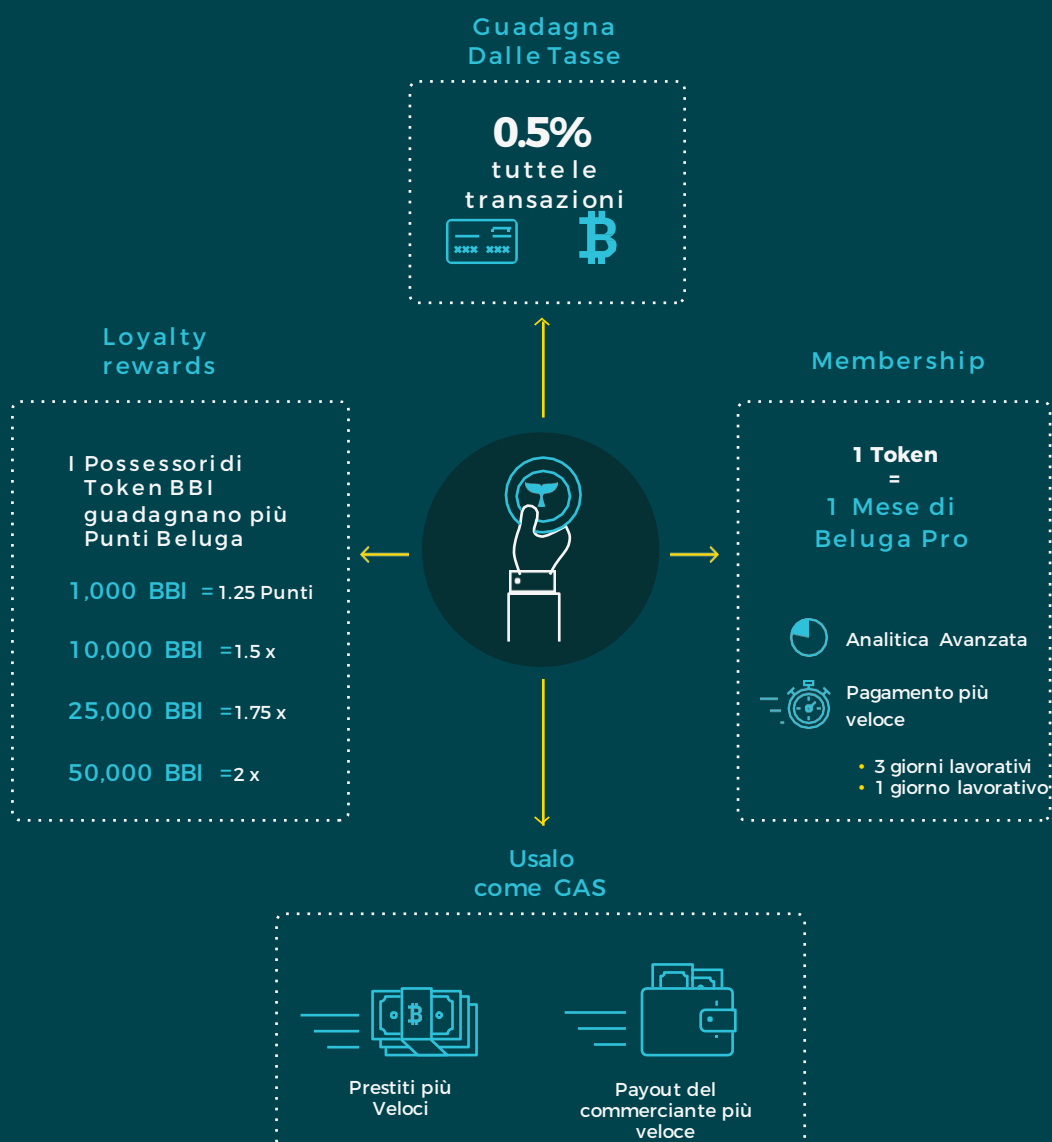 Guadagna
Dalle Tasse
0.5%
tutte le
transazioni
xxx xxx
Loyalty
rewards
I Possessori di
Token BBI
guadagnano più
Punti Beluga
1,000 BBI = 1.25 Punti
10,000 BBI = 1.5 x
25,000 BBI = 1.75 x
50,000 BBI = 2 x
Membership
1 Token
=
1 Mese di
Beluga Pro
Analitica Avanzata
Pagamento più
veloce
• 3 giorni lavorativi
• 1 giorno lavorativo
Usalo
come GAS
Prestiti più
Veloci
Payout del
commerciante più
veloce